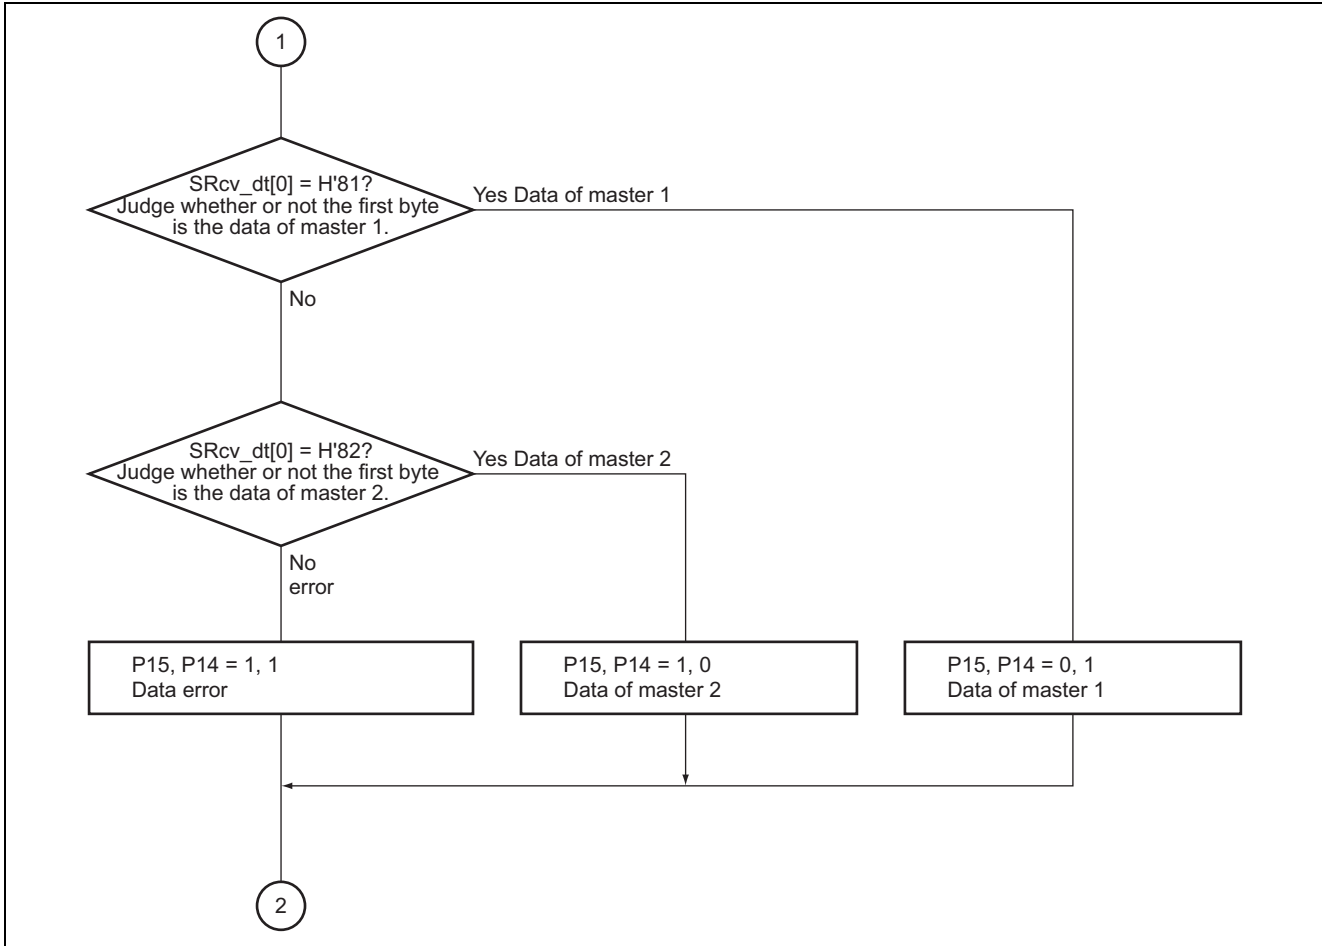 1
SRcv_dt[0] = H'81?
Judge whether or not the first byte
is the data of master 1.
Yes Data of master 1
No
SRcv_dt[0] = H'82?
Judge whether or not the first byte
is the data of master 2.
Yes Data of master 2
No
error
P15, P14 = 1, 1
Data error
P15, P14 = 1, 0
Data of master 2
P15, P14 = 0, 1
Data of master 1
2